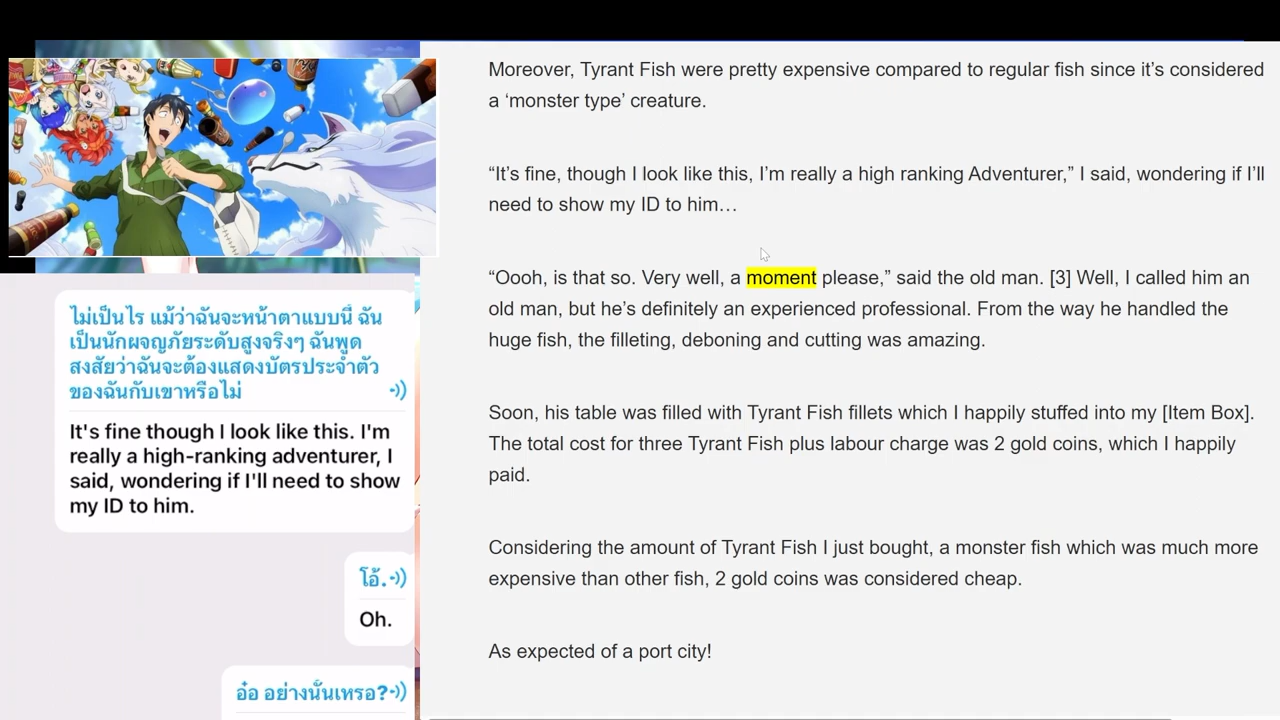 Moreover, Tyrant Fish were pretty expensive compared to regular fish since it’s considered
a ‘monster type’ creature.
“It’s fine, though I look like this, I’m really a high ranking Adventurer,” I said, wondering if I’ll
need to show my ID to him…
“Oooh, is that so. Very well, a moment please,” said the old man. [3] Well, I called him an
old man, but he’s definitely an experienced professional. From the way he handled the
huge fish, the filleting, deboning and cutting was amazing.
Soon, his table was filled with Tyrant Fish fillets which I happily stuffed into my [Item Box].
The total cost for three Tyrant Fish plus labour charge was 2 gold coins, which I happily
paid.
Considering the amount of Tyrant Fish I just bought, a monster fish which was much more
expensive than other fish, 2 gold coins was considered cheap.
As expected of a port city!
ไม่เป็นไร แม้ว่าฉันจะหน้าตาแบบนี้ ฉัน
เป็นนักผจญภัยระดับสูงจริงๆ ฉันพูด
สงสัยว่าฉันจะต้องแสดงบัตรประจำตัว
ของฉันกับเขาหรือไม่
It's fine though I look like this. I'm
really a high-ranking adventurer, I
said, wondering if I'll need to show
my ID to him.
โอ้.
Oh.
อ๋อ อย่างนั้นเหรอ?